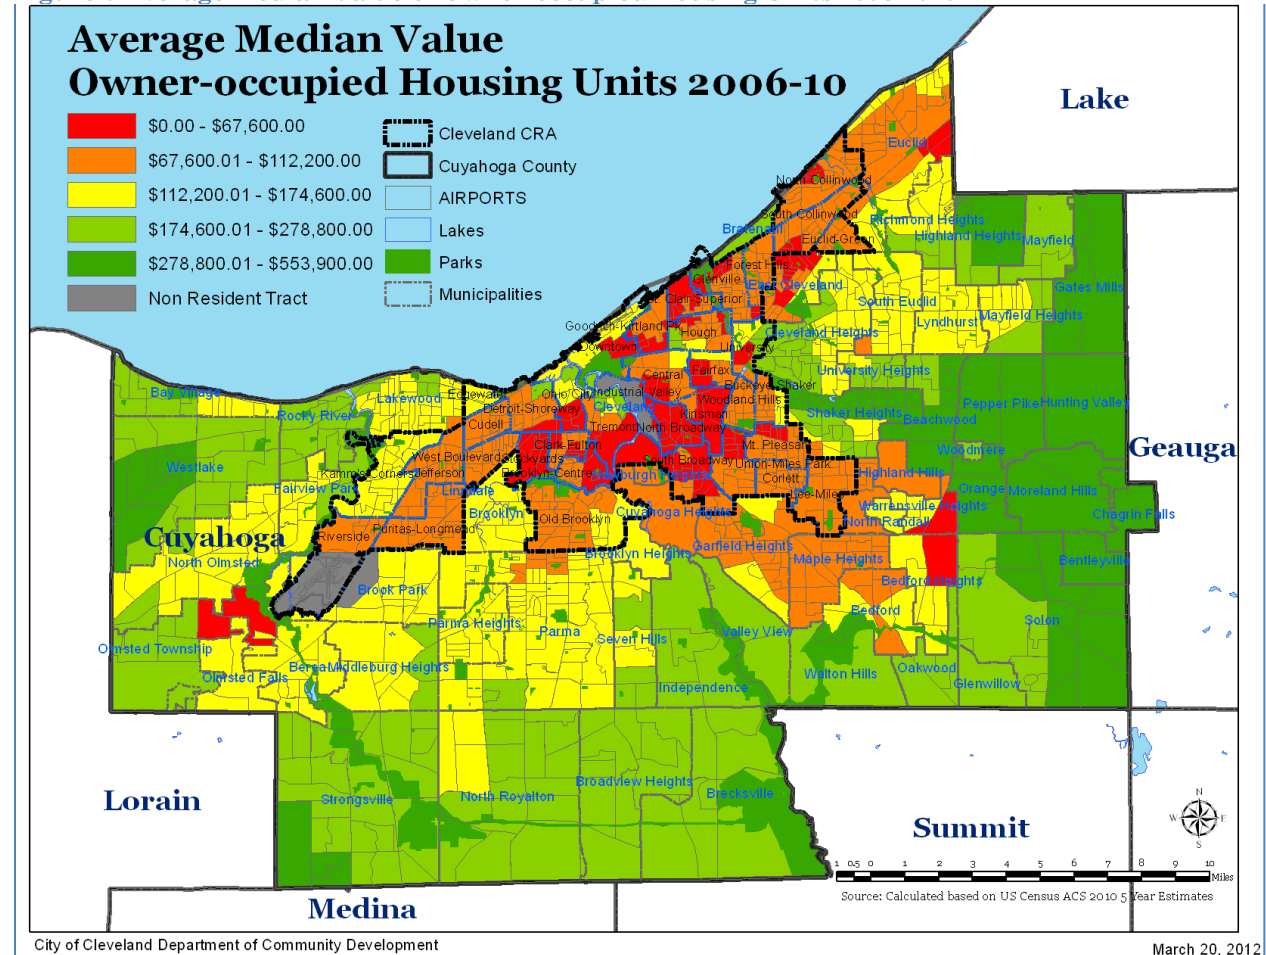 Average Median Value
Owner-occupied Housing Units 2006-10
$0.00 - $67,600.00
$67,600.01 - $112,200.00
$112,200.01 - $174,600.00
$174,600.01 - $278,800.00
$278,800.01 - $553,900.00
Non Resident Tract
Cleveland CRA
Cuyahoga County
AIRPORTS
Lakes
Parks
Municipalities
Lake
Geauga
Cuyahoga
Lorain
Medina
Summit
Euclid
North Collinwood
South Collinwood
Richmond Heights
Bratenahl
Euclid-Green
Highland Heights
Mayfield
Forest Hills
Glenville
East Cleveland
Gates Mills
St. Clair-Superior
South Euclid
Mayfield Heights
Lyndhurst
Goodrich-Kirtland Pk
Hough
Cleveland Heights
Downtown
University
Central
Fairfax
University Heights
Buckeye-Shaker
Bay Village
Lakewood
Edgewater
Ohio City
Industrial Valley
Woodland Hills
Rocky River
Detroit-Shoreway
Cleveland
Kinsman
Shaker Heights
Beachwood
Pepper Pike
Hunting Valley
Cudell
Tremont
North Broadway
Clark-Fulton
Mt. Pleasant
Woodmere
Westlake
Kamm's Corners
Jefferson
West Boulevard
Stockyards
Brooklyn-Centre
South Broadway
Union-Miles Park
Newburgh Heights
Corlett
Highland Hills
Fairview Park
Linndale
Lee-Miles
Orange
Moreland Hills
Brooklyn
Old Brooklyn
Cuyahoga Heights
Warrensville Heights
North Randall
Chagrin Falls
Riverside
Puritas-Longmead
North Olmsted
Brooklyn Heights
Garfield Heights
Maple Heights
Bentleyville
Brook Park
Bedford Heights
Bedford
Parma Heights
Parma
Seven Hills
Valley View
Solon
Olmsted Township
Berea
Middleburg Heights
Olmsted Falls
Independence
Walton Hills
Oakwood
Glenwillow
Strongsville
North Royalton
Broadview Heights
Brecksville
N
W E
S
1 0.5 0 1 2 3 4 5 6 7 8 9 10
Miles
Source: Calculated based on US Census ACS 2010 5 Year Estimates
City of Cleveland Department of Community Development
March 20, 2012